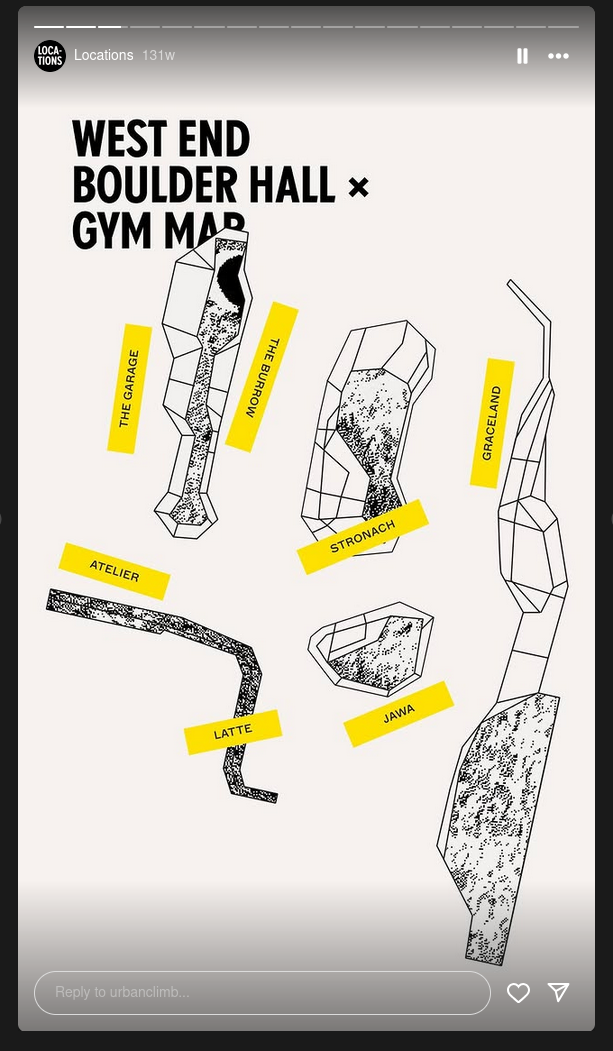 LOCA-
TIONS
Locations 131w
WEST END
BOULDER HALL ×
GYM MAP
THE GARAGE
THE BURROW
GRACELAND
STRONACH
ATELIER
LATTE
JAWA
Reply to urbanclimb...